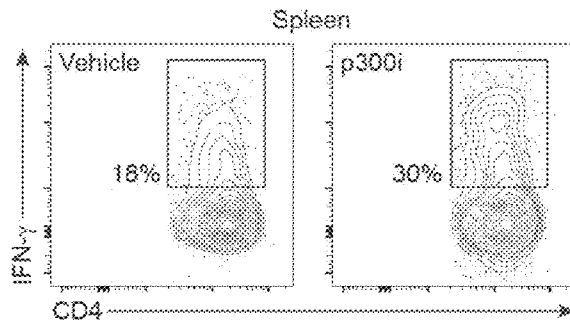 Spleen
Vehicle
p300i
18%
30%
IFN-γ
CD4